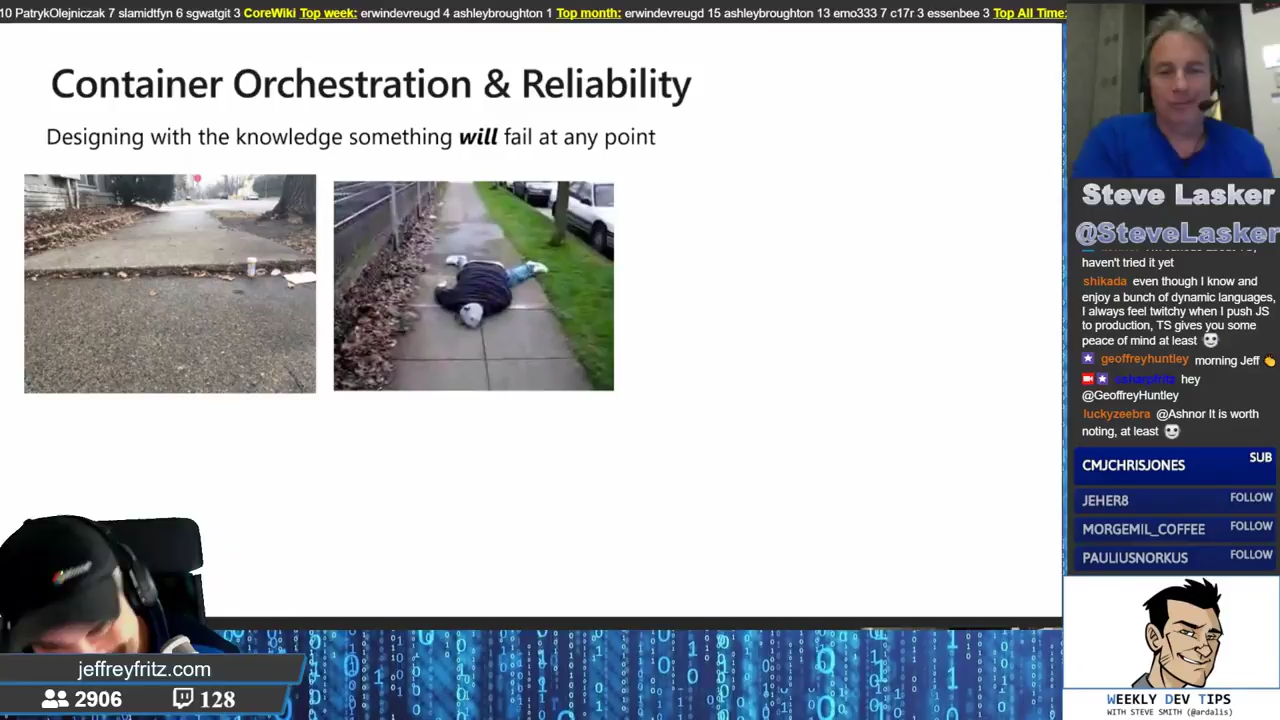 10 PatrykOlejniczak 7 slamidtfyn 6 sgwatgit 3 CoreWiki Top week: erwindevreugd 4 ashleybroughton 1 Top month: erwindevreugd 15 ashleybroughton 13 emo333 7 c17r 3 essenbee 3 Top All Time:
Container Orchestration & Reliability
Designing with the knowledge something will fail at any point
Steve Lasker
@SteveLasker
haven't tried it yet
shikada even though I know and
enjoy a bunch of dynamic languages,
I always feel twitchy when I push JS
to production, TS gives you some
peace of mind at least
geoffreyhuntley morning Jeff
csharpfritz hey
@GeoffreyHuntley
luckyzeebra @Ashnor It is worth
noting, at least
CMJCHRISJONES SUB
JEHER8 FOLLOW
MORGEMIL_COFFEE FOLLOW
PAULIUSNORKUS FOLLOW
WEEKLY DEV TIPS
WITH STEVE SMITH (@ardalis)
jeffreyfritz.com
2906 128